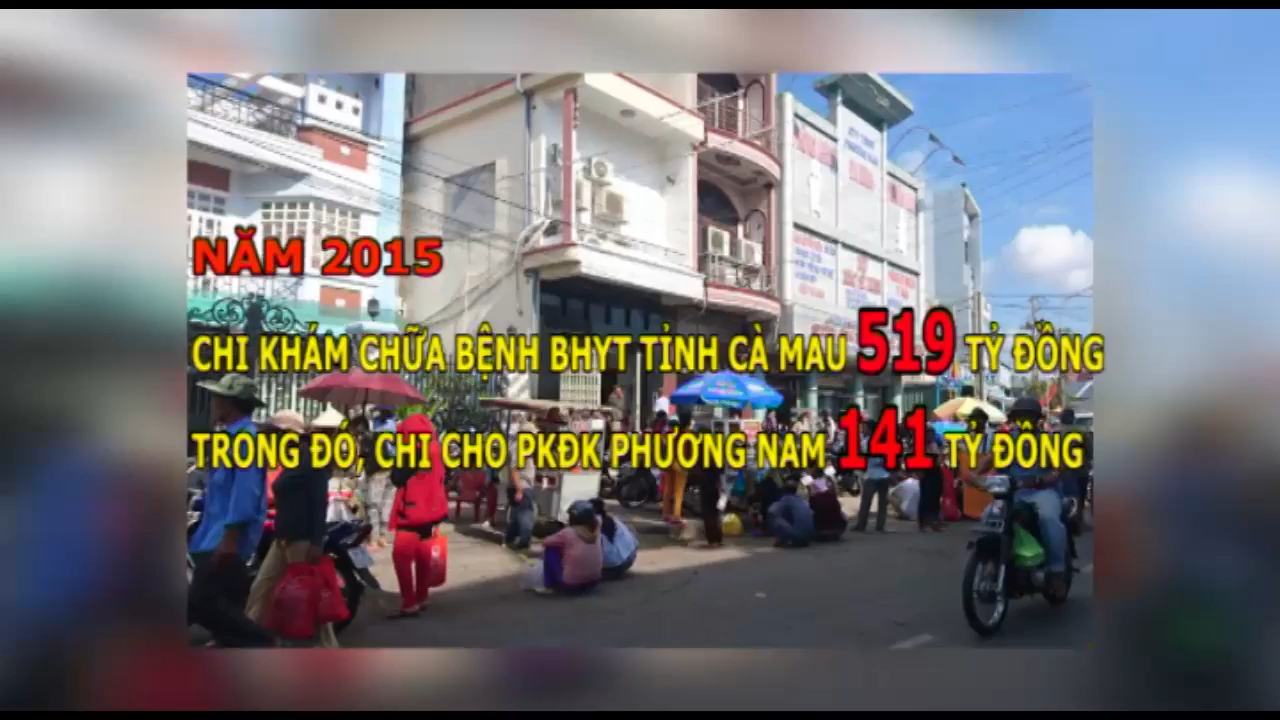 NĂM 2015
CHI KHÁM CHỮA BỆNH BHYT TỈNH CÀ MAU 519 TỶ ĐỒNG
TRONG ĐÓ, CHI CHO PKĐK PHƯƠNG NAM 141 TỶ ĐỒNG